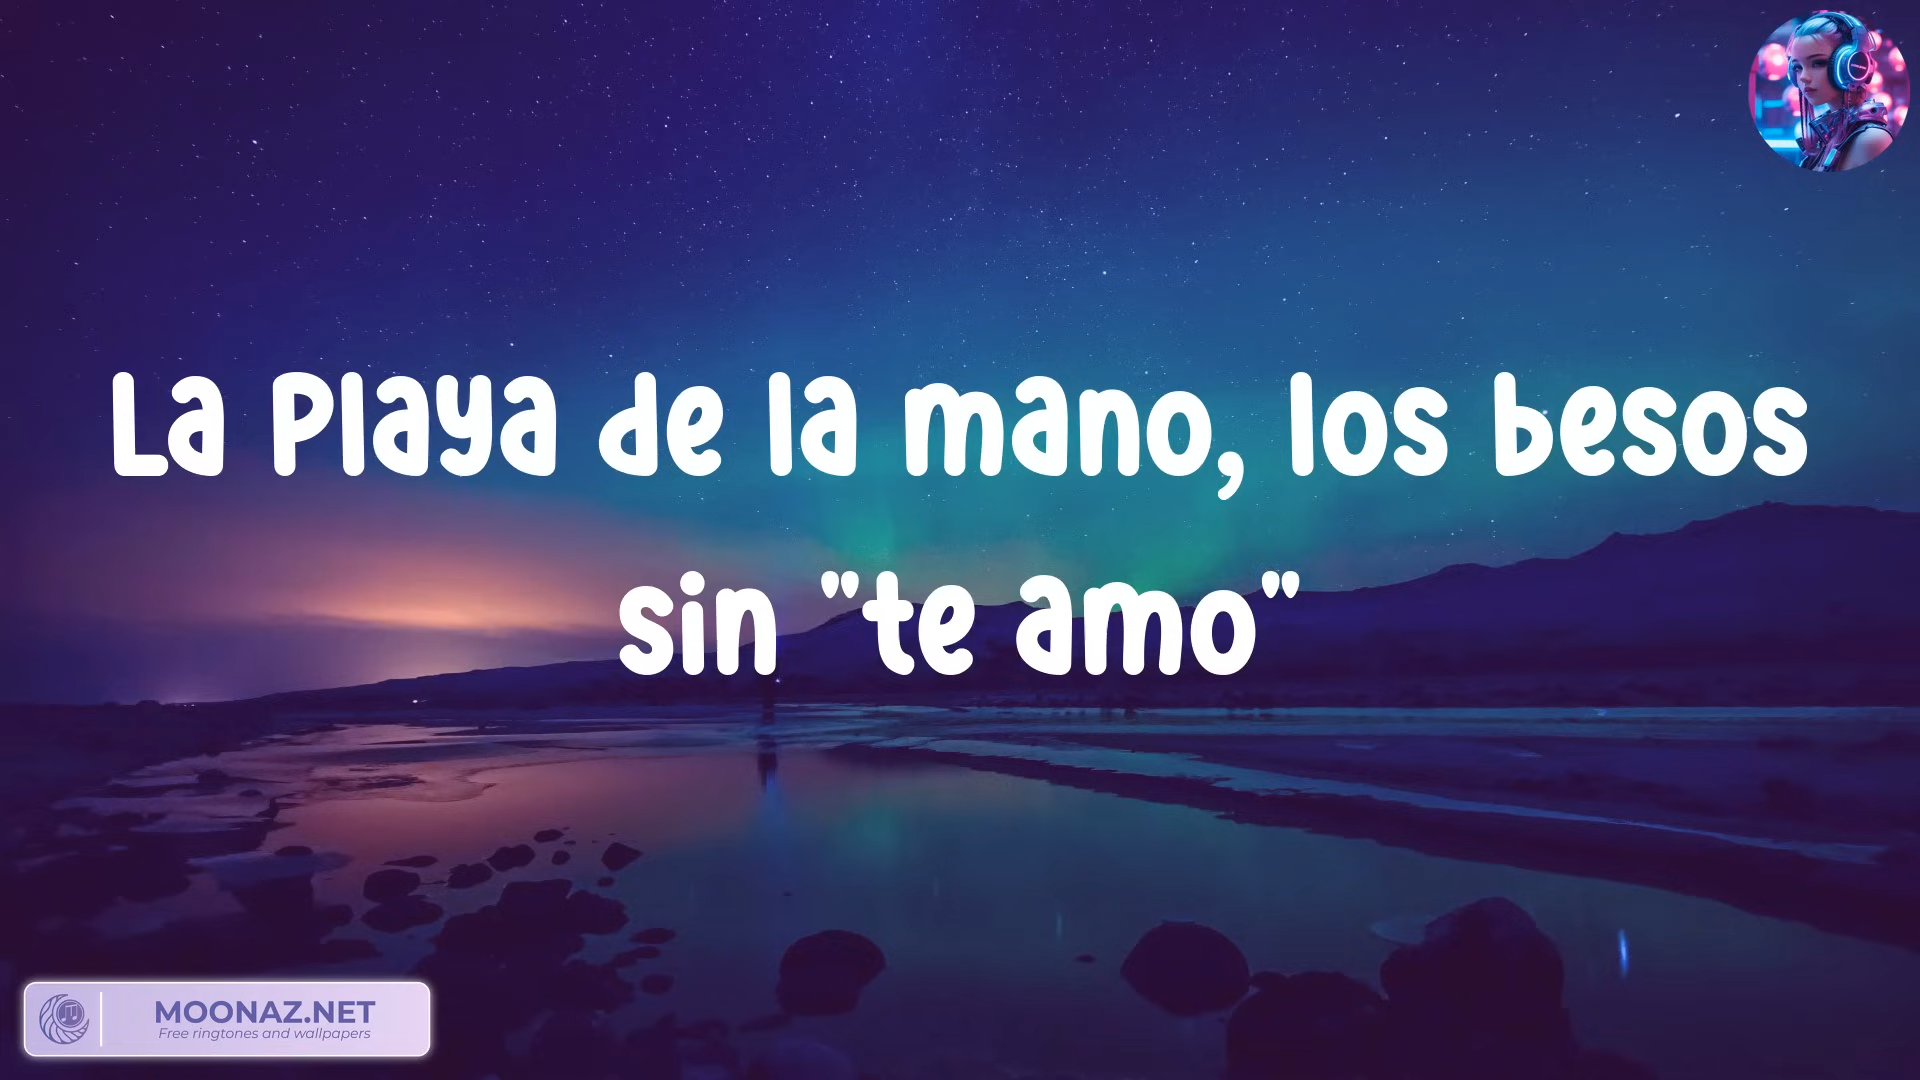 La Playa de la mano, los besos
sin "te amo"
MOONAZ.NET
Free ringtones and wallpapers